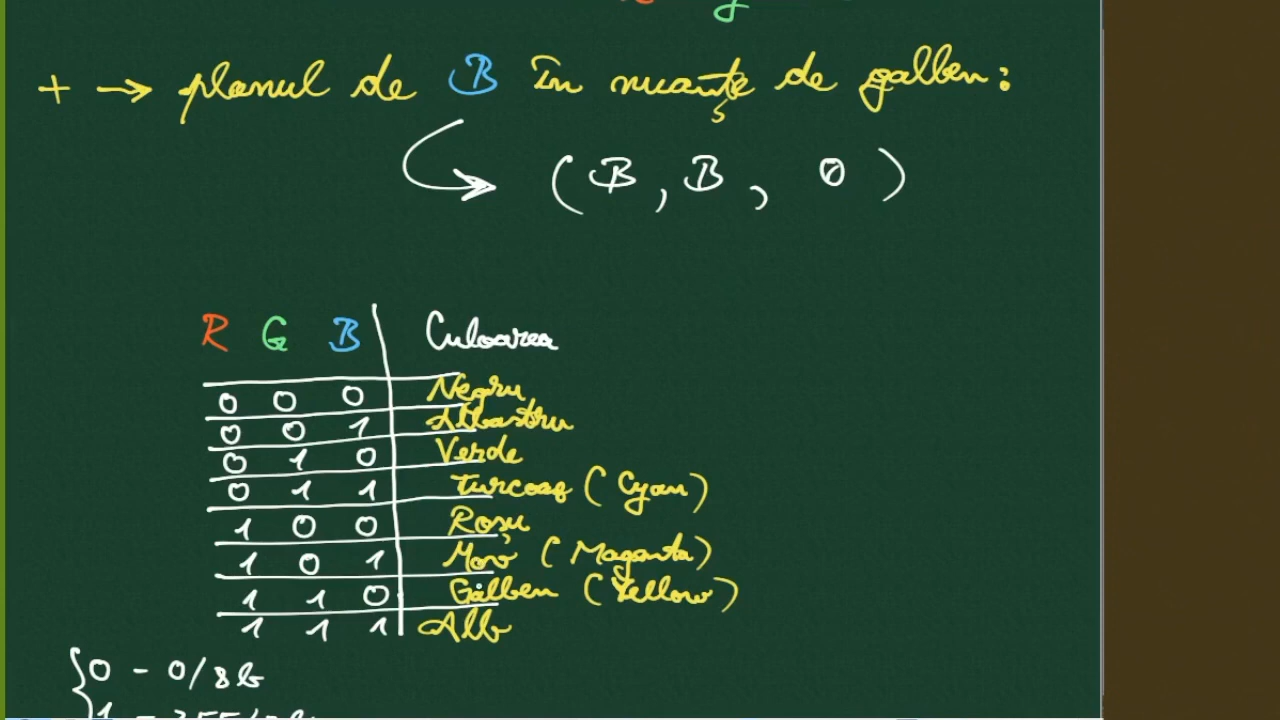 + → planul de B în nuanțe de galben:
(B, B, 0)
R G B | Culoarea
0 0 0 | Negru
0 0 1 | Albastru
0 1 0 | Verde
0 1 1 | Turcoaz (Cyan)
1 0 0 | Roșu
1 0 1 | Mov (Maganta)
1 1 0 | Galben (Yellow)
1 1 1 | Alb
0 - 0/8b